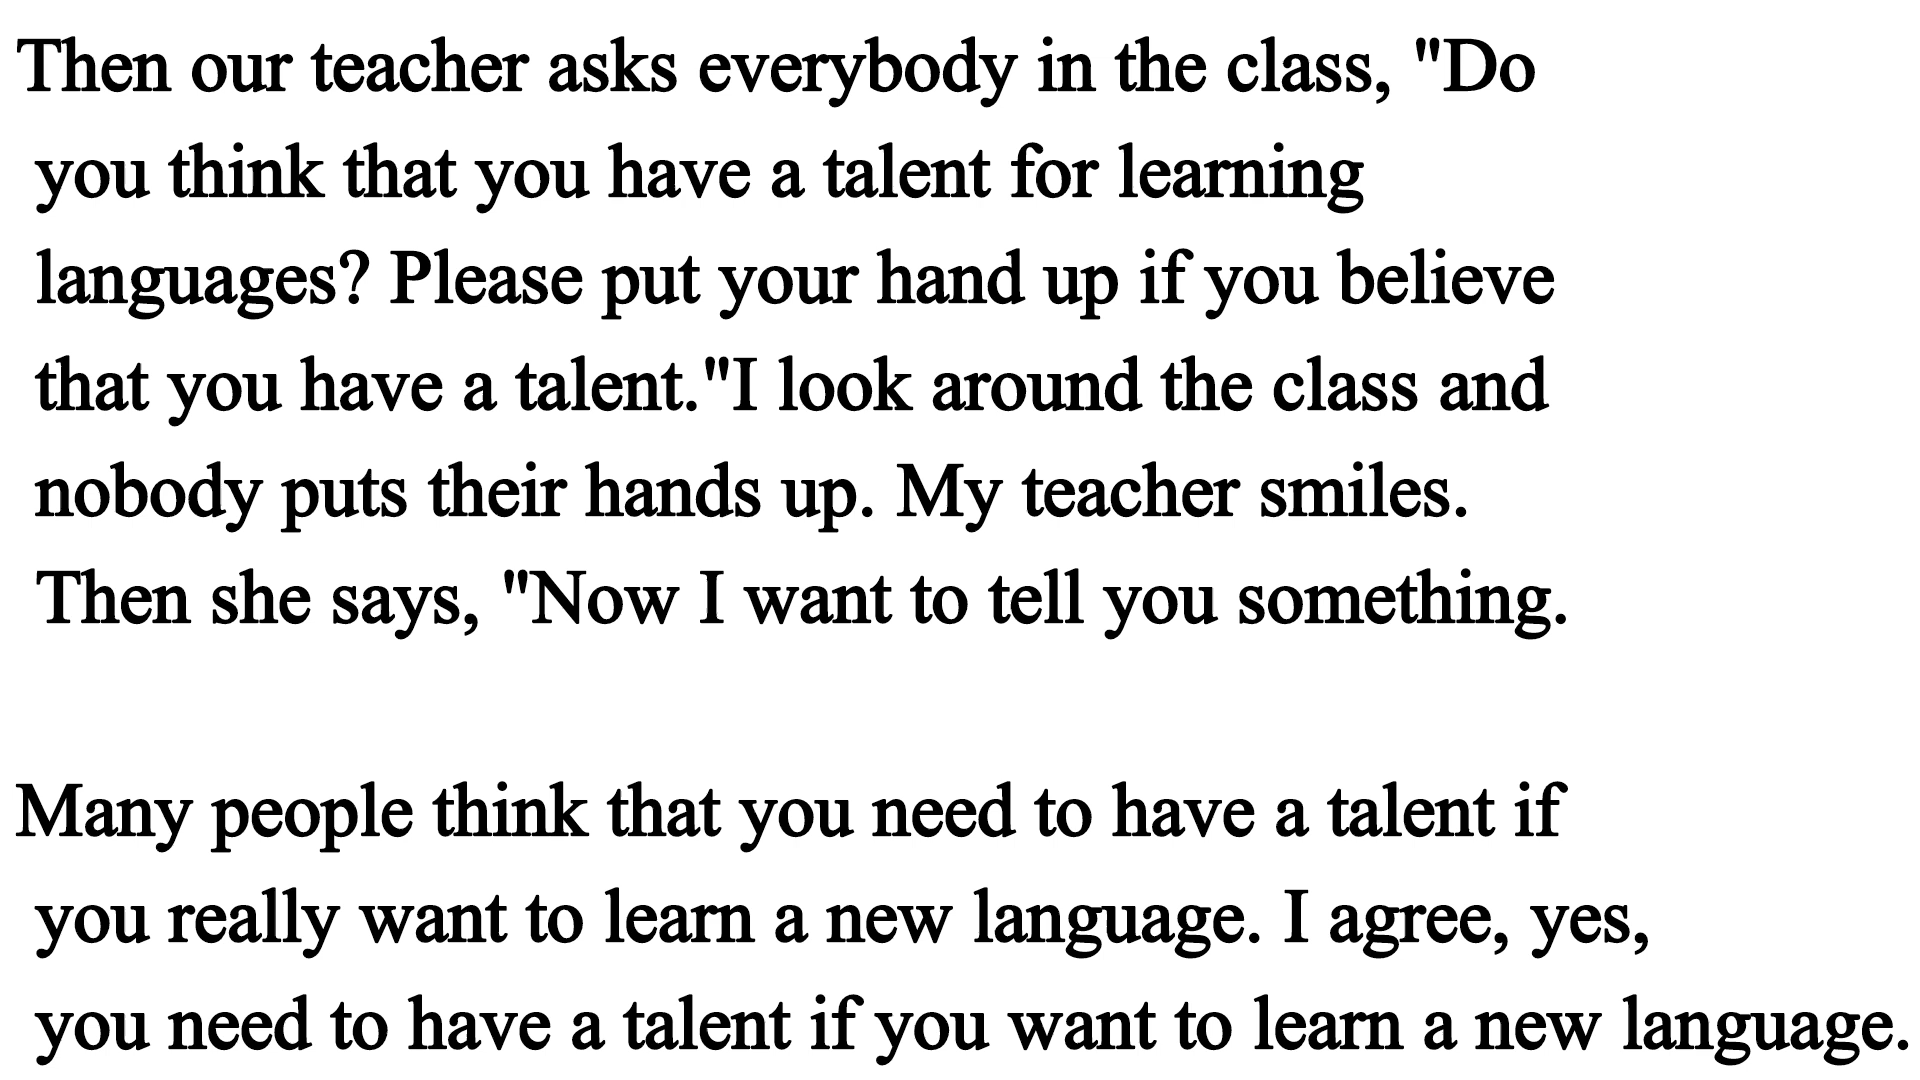 Then our teacher asks everybody in the class, "Do
you think that you have a talent for learning
languages? Please put your hand up if you believe
that you have a talent."I look around the class and
nobody puts their hands up. My teacher smiles.
Then she says, "Now I want to tell you something.
Many people think that you need to have a talent if
you really want to learn a new language. I agree, yes,
you need to have a talent if you want to learn a new language.